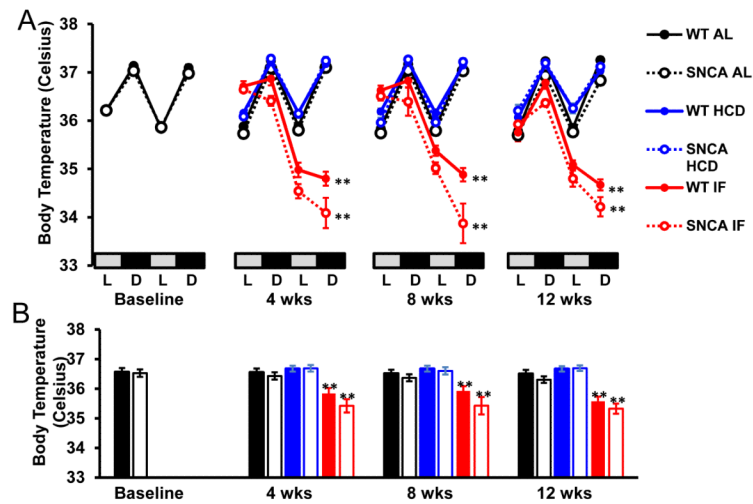 A
Body Temperature (Celsius)
38
37
36
35
34
33
**
**
**
**
**
**
L D L D
L D L D
L D L D
L D L D
Baseline
4 wks
8 wks
12 wks
WT AL
SNCA AL
WT HCD
SNCA
HCD
WT IF
SNCA IF
B
Body Temperature
(Celsius)
38
37
36
35
34
33
** **
** **
** **
Baseline
4 wks
8 wks
12 wks